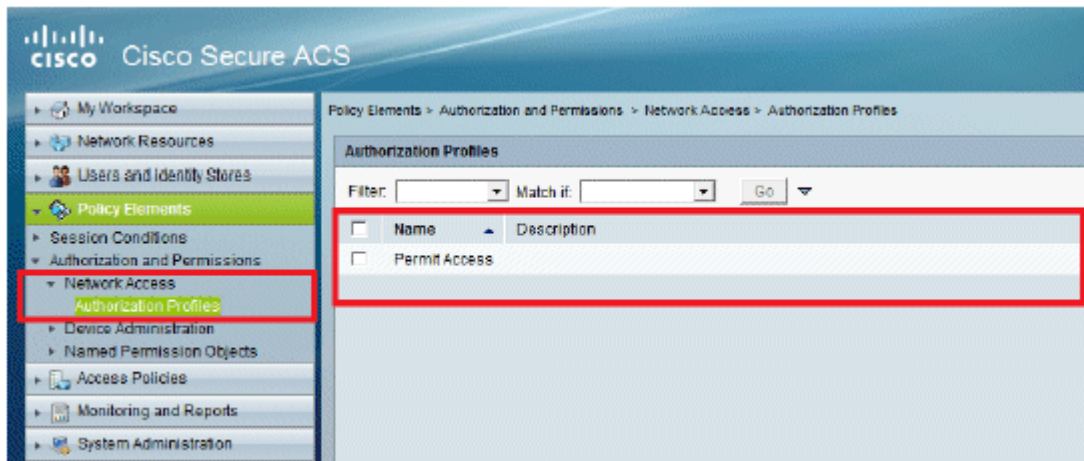 CISCO Cisco Secure ACS
My Workspace
Network Resources
Users and Identity Stores
Policy Elements
Session Conditions
Authorization and Permissions
Network Access
Authorization Profiles
Device Administration
Named Permission Objects
Access Policies
Monitoring and Reports
System Administration
Policy Elements > Authorization and Permissions > Network Access > Authorization Profiles
Authorization Profiles
Filter: Match if: Go
Name Description
Permit Access